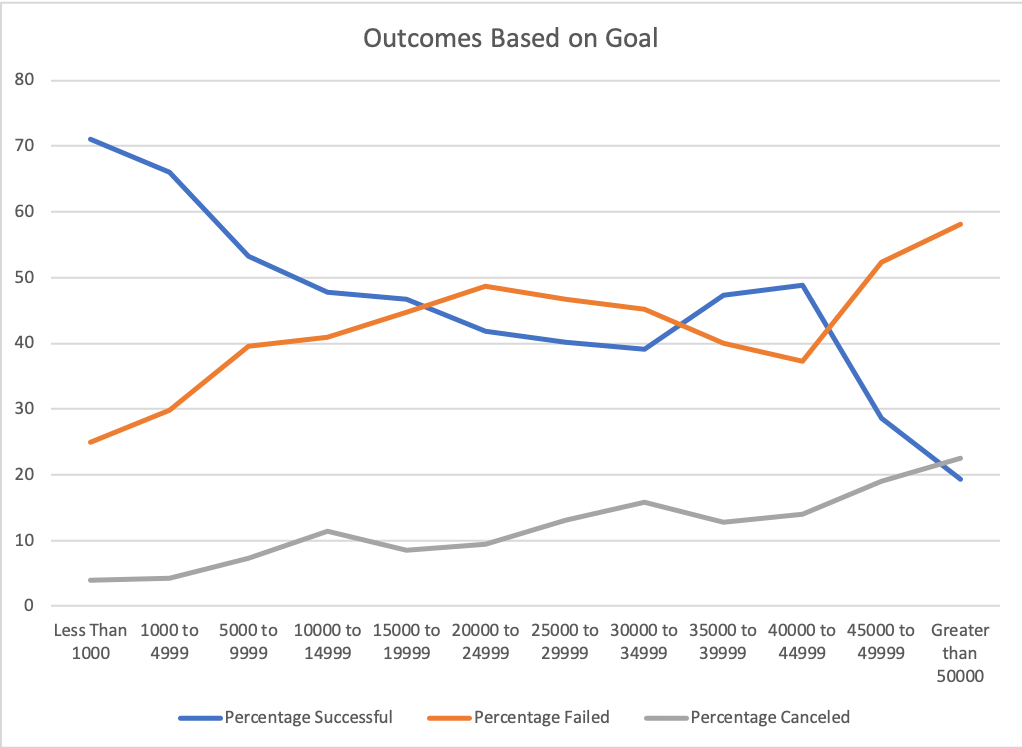 Outcomes Based on Goal
80
70
60
50
40
30
20
10
0
Less Than 1000 to 5000 to 10000 to 15000 to 20000 to 25000 to 30000 to 35000 to 40000 to 45000 to Greater
1000 4999 9999 14999 19999 24999 29999 34999 39999 44999 49999 than
50000
Percentage Successful Percentage Failed Percentage Canceled